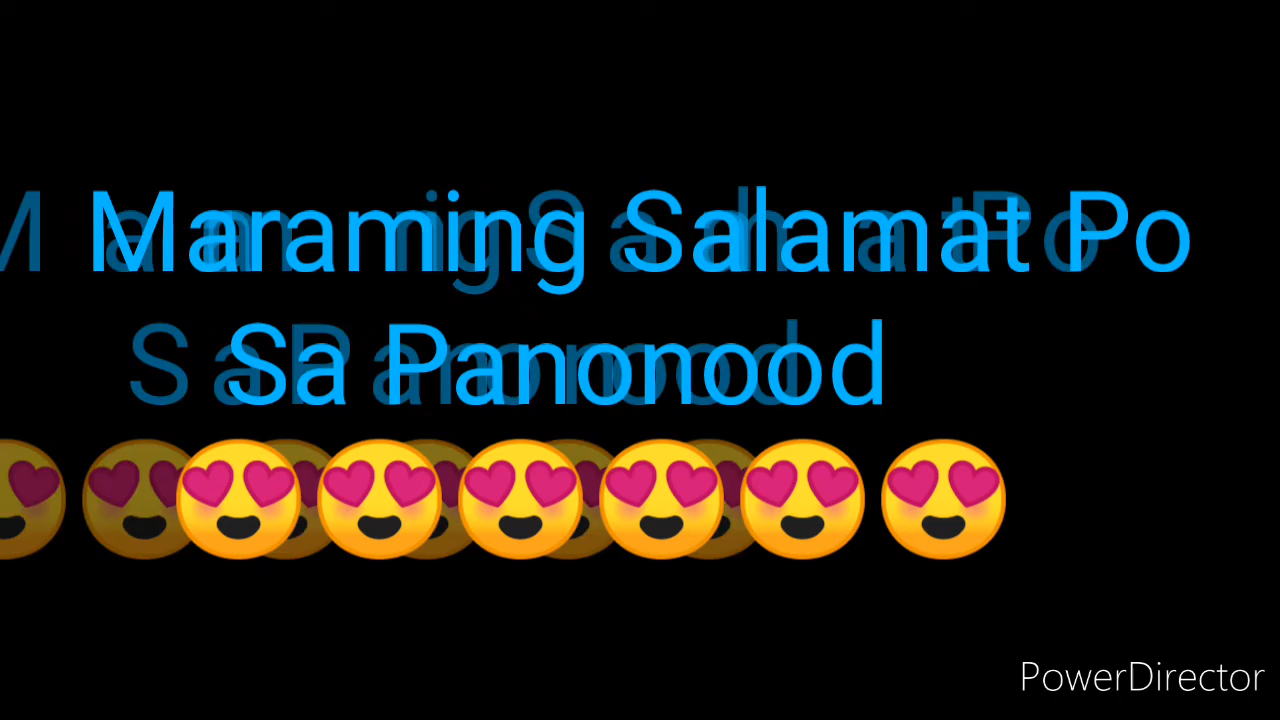 Maraming Salamat Po
Sa Panonood
😍😍😍😍😍😍
PowerDirector